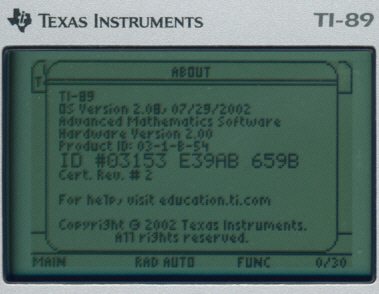 TEXAS INSTRUMENTS TI-89
ABOUT
TI-89
OS Version 2.08, 07/29/2002
Advanced Mathematics Software
Hardware Version 2.00
Product ID: 03-1-B-54
ID #03153 E39AB 659B
Cert. Rev. # 2
For help, visit education.ti.com
Copyright © 2002 Texas Instruments.
All rights reserved.
MAIN RAD AUTO FUNC 0/30